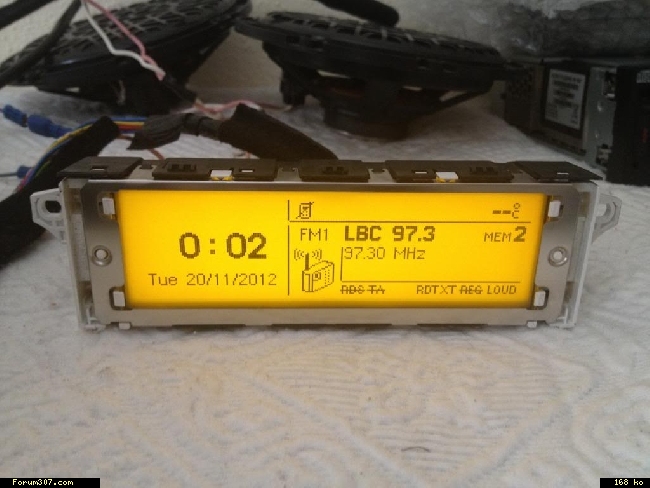 0:02
Tue 20/11/2012
--°C
FM1 LBC 97.3 MEM 2
97.30 MHz
RDS TA RDTXT REG LOUD
Forum307.com
168 ko